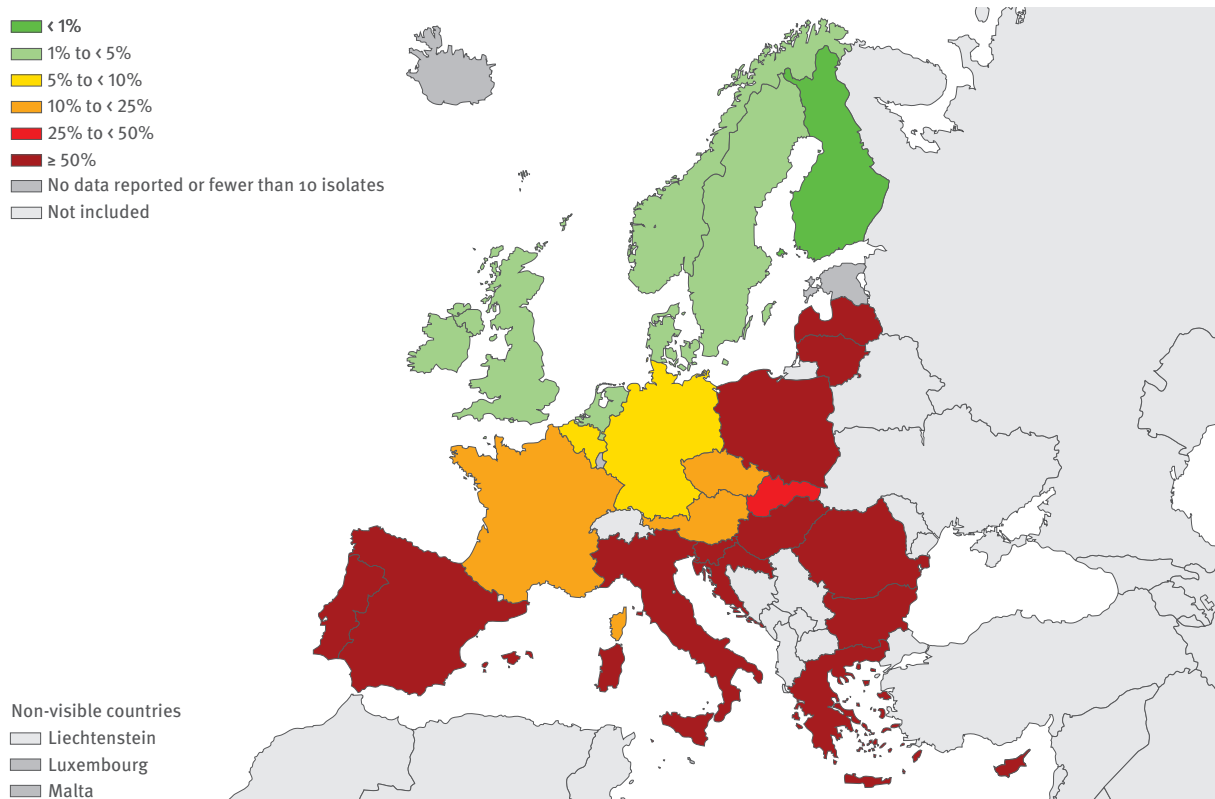 < 1%
1% to < 5%
5% to < 10%
10% to < 25%
25% to < 50%
≥ 50%
No data reported or fewer than 10 isolates
Not included
Non-visible countries
Liechtenstein
Luxembourg
Malta